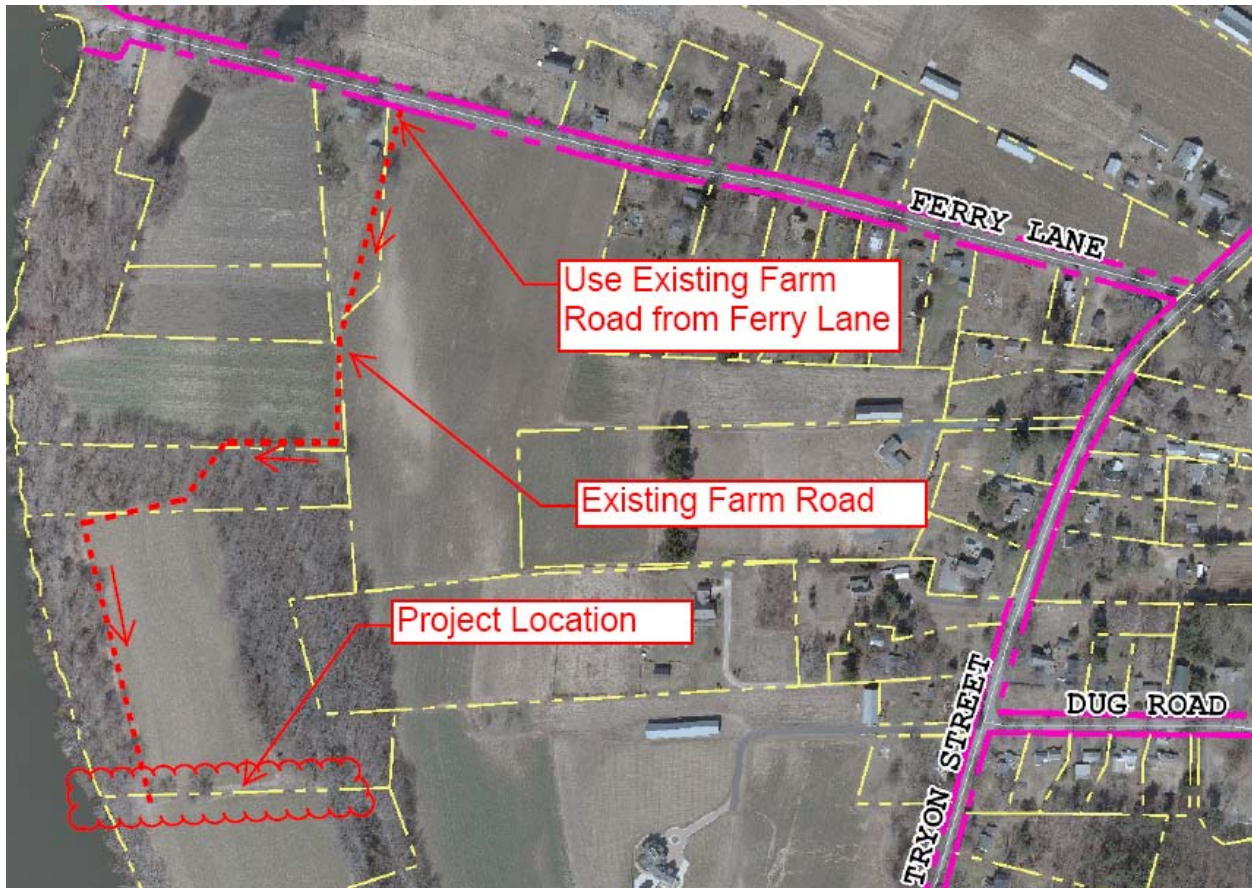 FERRY LANE
Use Existing Farm
Road from Ferry Lane
Existing Farm Road
Project Location
TRYON STREET
DUG ROAD